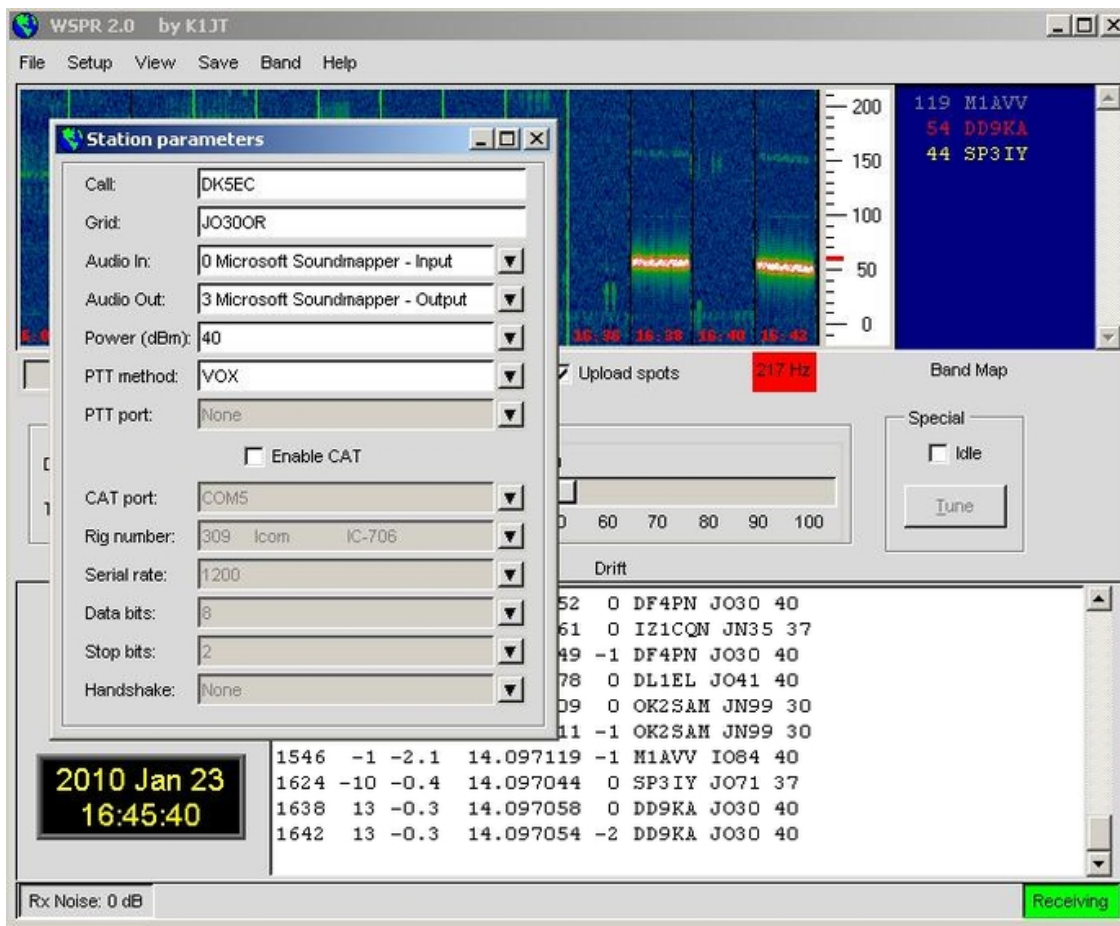 WSPR 2.0 by K1JT
File Setup View Save Band Help
Station parameters
Call: DK5EC
Grid: JO30OR
Audio In: 0 Microsoft Soundmapper - Input
Audio Out: 3 Microsoft Soundmapper - Output
Power (dBm): 40
PTT method: VOX
PTT port: None
Enable CAT
CAT port: COM5
Rig number: 309 Icom IC-706
Serial rate: 1200
Data bits: 8
Stop bits: 2
Handshake: None
16:36 16:38 16:40 16:42
200
150
100
50
0
119 M1AVV
54 DD9KA
44 SP3IY
Upload spots
217 Hz
Band Map
60 70 80 90 100
Special
Idle
Tune
Drift
52 0 DF4PN JO30 40
61 0 IZ1CQN JN35 37
49 -1 DF4PN JO30 40
78 0 DL1EL JO41 40
09 0 OK2SAM JN99 30
11 -1 OK2SAM JN99 30
1546 -1 -2.1 14.097119 -1 M1AVV IO84 40
1624 -10 -0.4 14.097044 0 SP3IY JO71 37
1638 13 -0.3 14.097058 0 DD9KA JO30 40
1642 13 -0.3 14.097054 -2 DD9KA JO30 40
2010 Jan 23
16:45:40
Rx Noise: 0 dB
Receiving